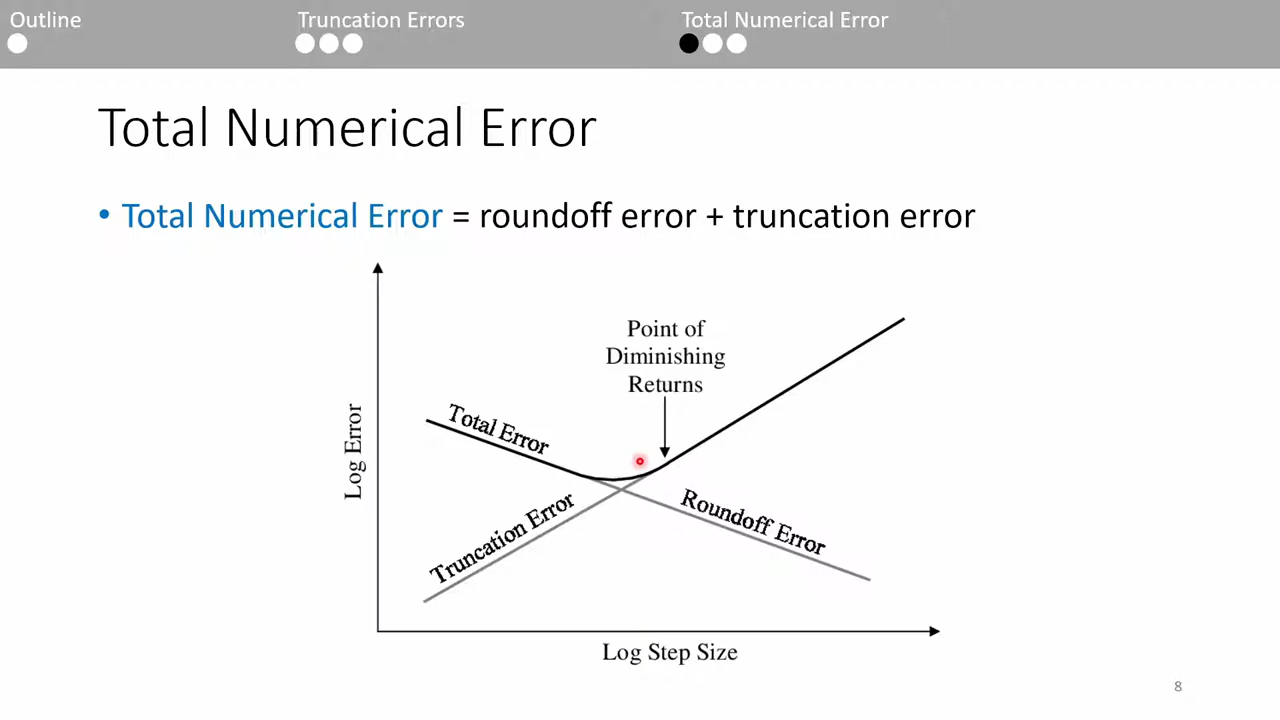 Outline
Truncation Errors
Total Numerical Error
Total Numerical Error
• Total Numerical Error = roundoff error + truncation error
Point of
Diminishing
Returns
Total Error
Log Error
Truncation Error
Roundoff Error
Log Step Size
8